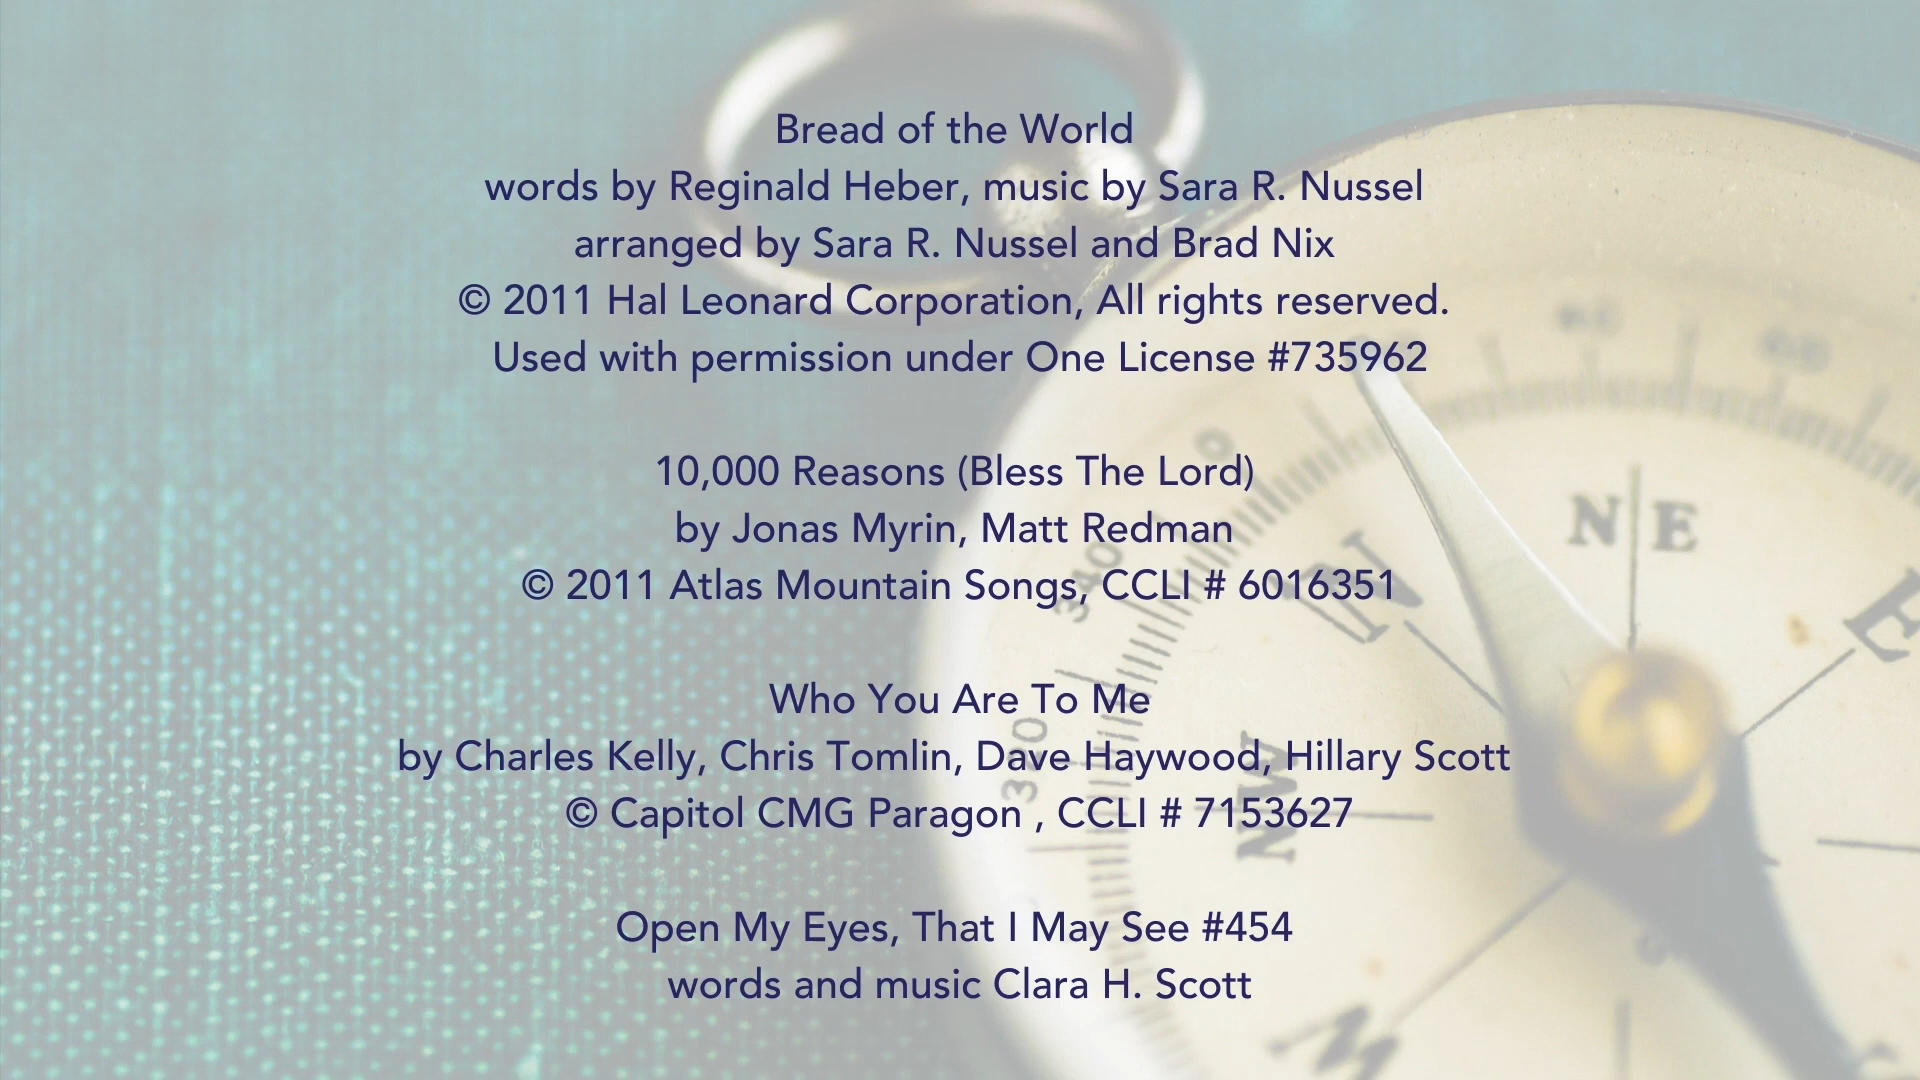 Bread of the World
words by Reginald Heber, music by Sara R. Nussel
arranged by Sara R. Nussel and Brad Nix
© 2011 Hal Leonard Corporation, All rights reserved.
Used with permission under One License #735962
10,000 Reasons (Bless The Lord)
by Jonas Myrin, Matt Redman
© 2011 Atlas Mountain Songs, CCLI # 6016351
Who You Are To Me
by Charles Kelly, Chris Tomlin, Dave Haywood, Hillary Scott
© Capitol CMG Paragon , CCLI # 7153627
Open My Eyes, That I May See #454
words and music Clara H. Scott
0
340
320
N E
N
E
NW
W